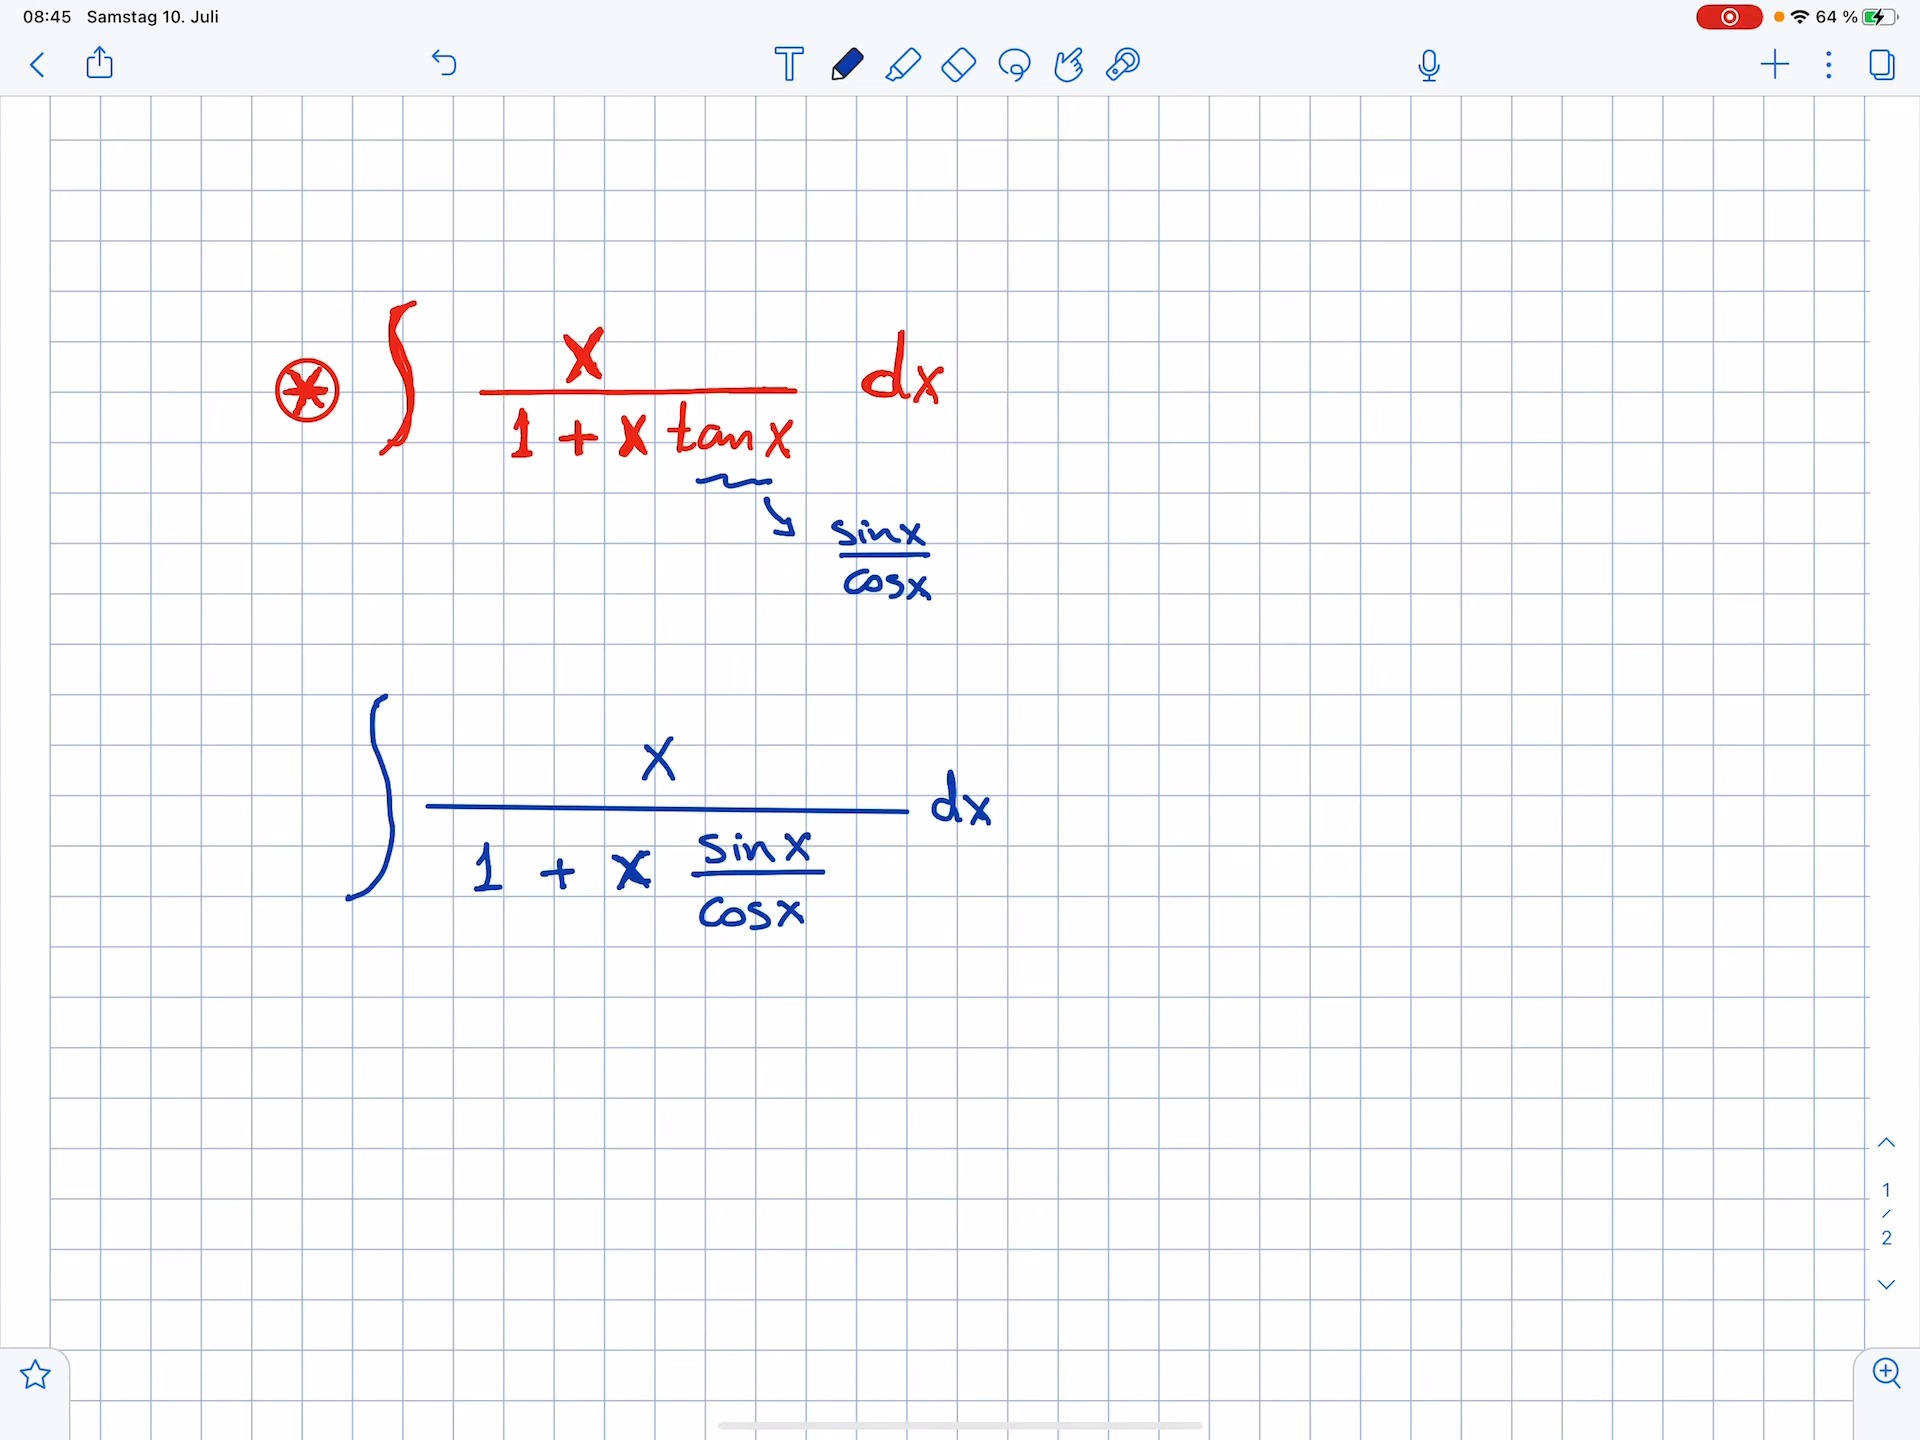 08:45 Samstag 10. Juli 64 %
∫ x / (1 + x tan x) dx
sin x / cos x
∫ x / (1 + x sin x / cos x) dx
1 / 2